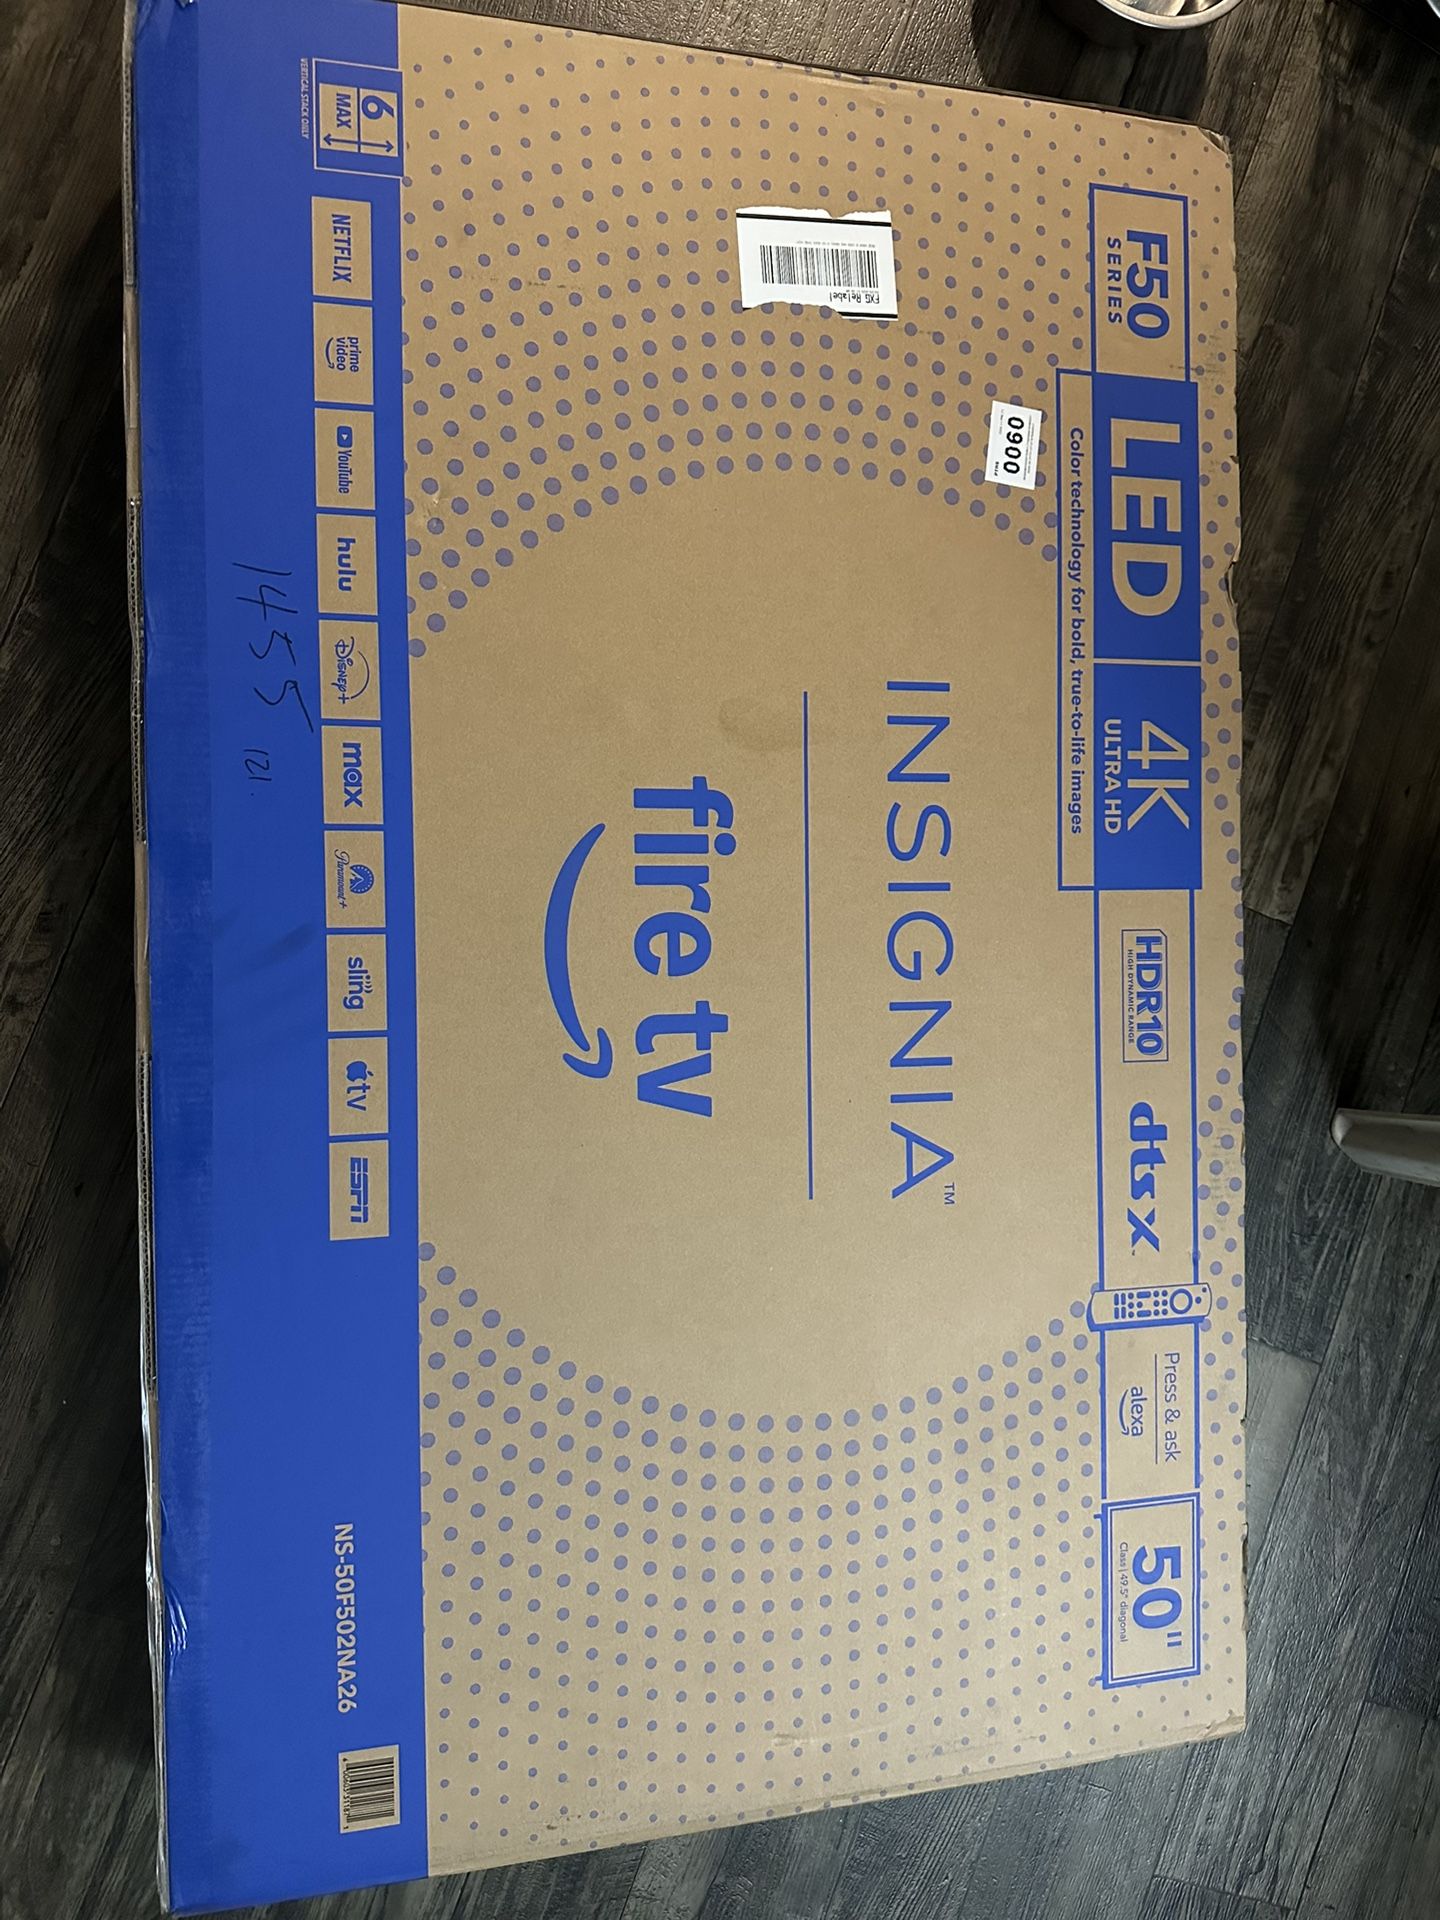 F50
SERIES
LED
4K
ULTRA HD
Color technology for bold, true-to-life images
HDR10
HIGH DYNAMIC RANGE
dts X
Press & ask
alexa
50"
Class | 49.5" diagonal
FXG Relabel
0900
INSIGNIA™
fire tv
6
MAX
VERTICAL STACK ONLY
NETFLIX
prime video
YouTube
hulu
Disney+
max
Paramount+
sling
tv
ESPN
1455 121.
NS-50F502NA26